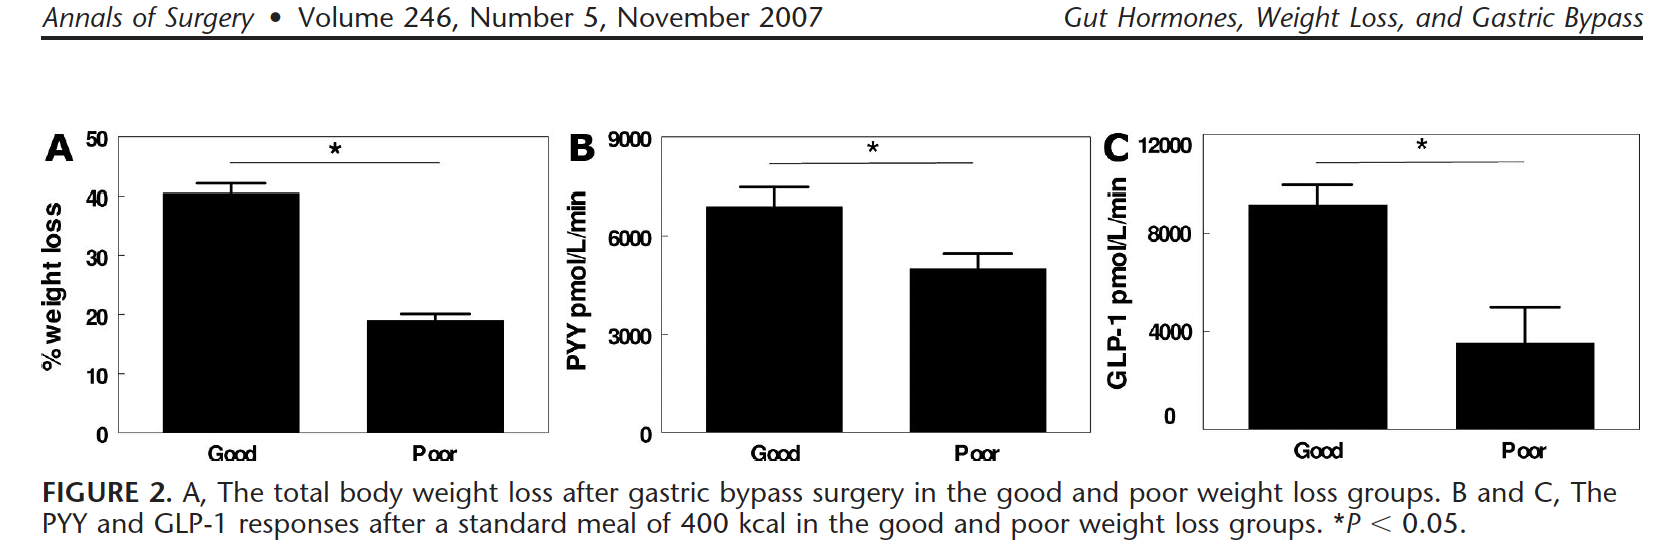 Annals of Surgery • Volume 246, Number 5, November 2007
Gut Hormones, Weight Loss, and Gastric Bypass
A
% weight loss
50
40
30
20
10
0
*
Good
Poor
B
PYY pmol/L/min
9000
6000
3000
0
*
Good
Poor
C
GLP-1 pmol/L/min
12000
8000
4000
0
*
Good
Poor
FIGURE 2. A, The total body weight loss after gastric bypass surgery in the good and poor weight loss groups. B and C, The
PYY and GLP-1 responses after a standard meal of 400 kcal in the good and poor weight loss groups. *P < 0.05.